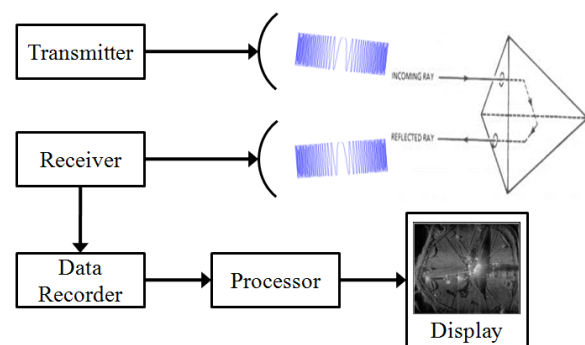 Transmitter
INCOMING RAY
Receiver
REFLECTED RAY
Data
Recorder
Processor
Display